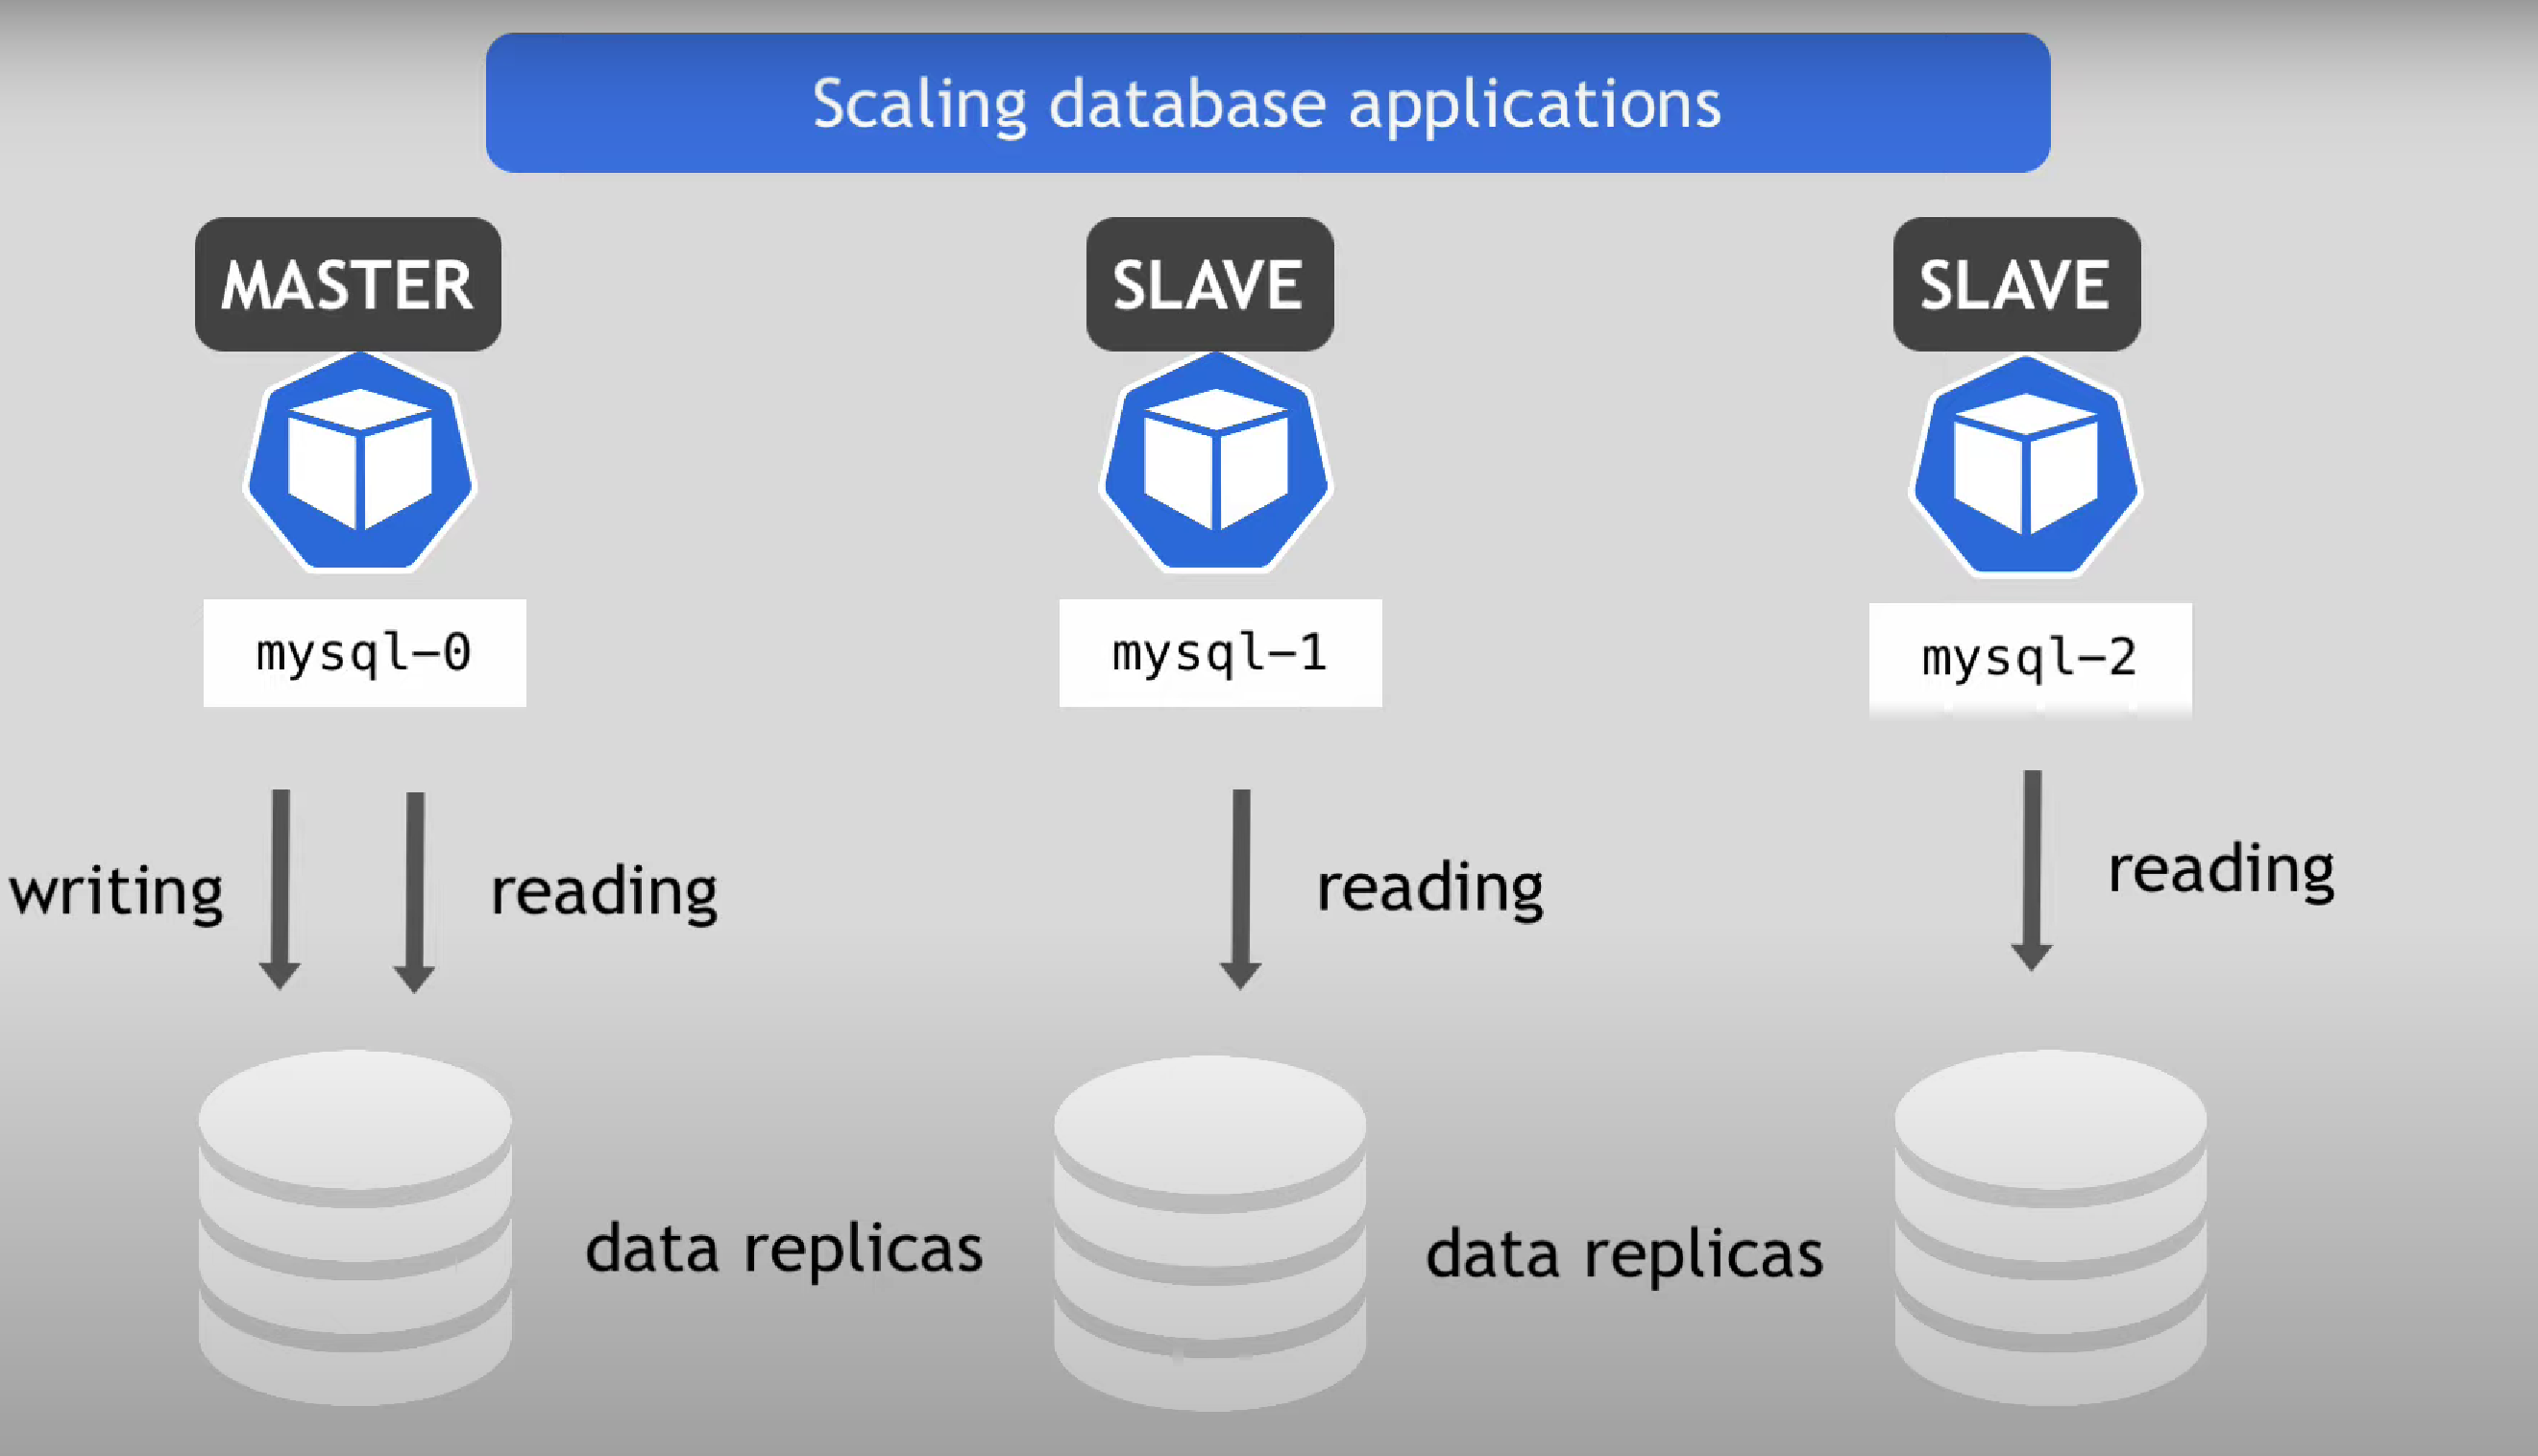 Scaling database applications
MASTER
SLAVE
SLAVE
mysql-0
mysql-1
mysql-2
writing
reading
reading
reading
data replicas
data replicas